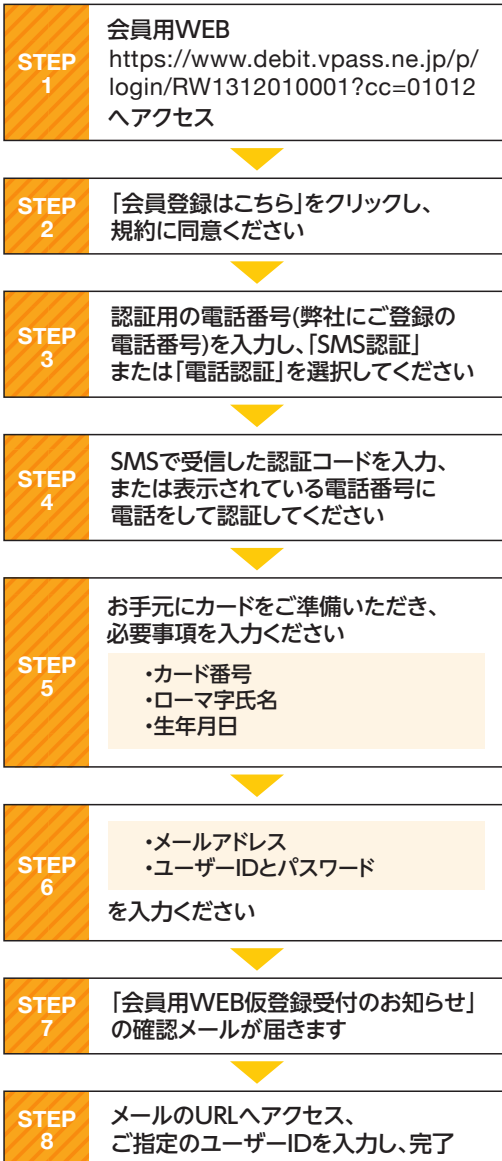 STEP
1
会員用WEB
https://www.debit.vpass.ne.jp/p/
login/RW1312010001?cc=01012
へアクセス
STEP
2
「会員登録はこちら」をクリックし、
規約に同意ください
STEP
3
認証用の電話番号(弊社にご登録の
電話番号)を入力し、「SMS認証」
または「電話認証」を選択してください
STEP
4
SMSで受信した認証コードを入力、
または表示されている電話番号に
電話をして認証してください
STEP
5
お手元にカードをご準備いただき、
必要事項を入力ください
・カード番号
・ローマ字氏名
・生年月日
STEP
6
・メールアドレス
・ユーザーIDとパスワード
を入力ください
STEP
7
「会員用WEB仮登録受付のお知らせ」
の確認メールが届きます
STEP
8
メールのURLへアクセス、
ご指定のユーザーIDを入力し、完了